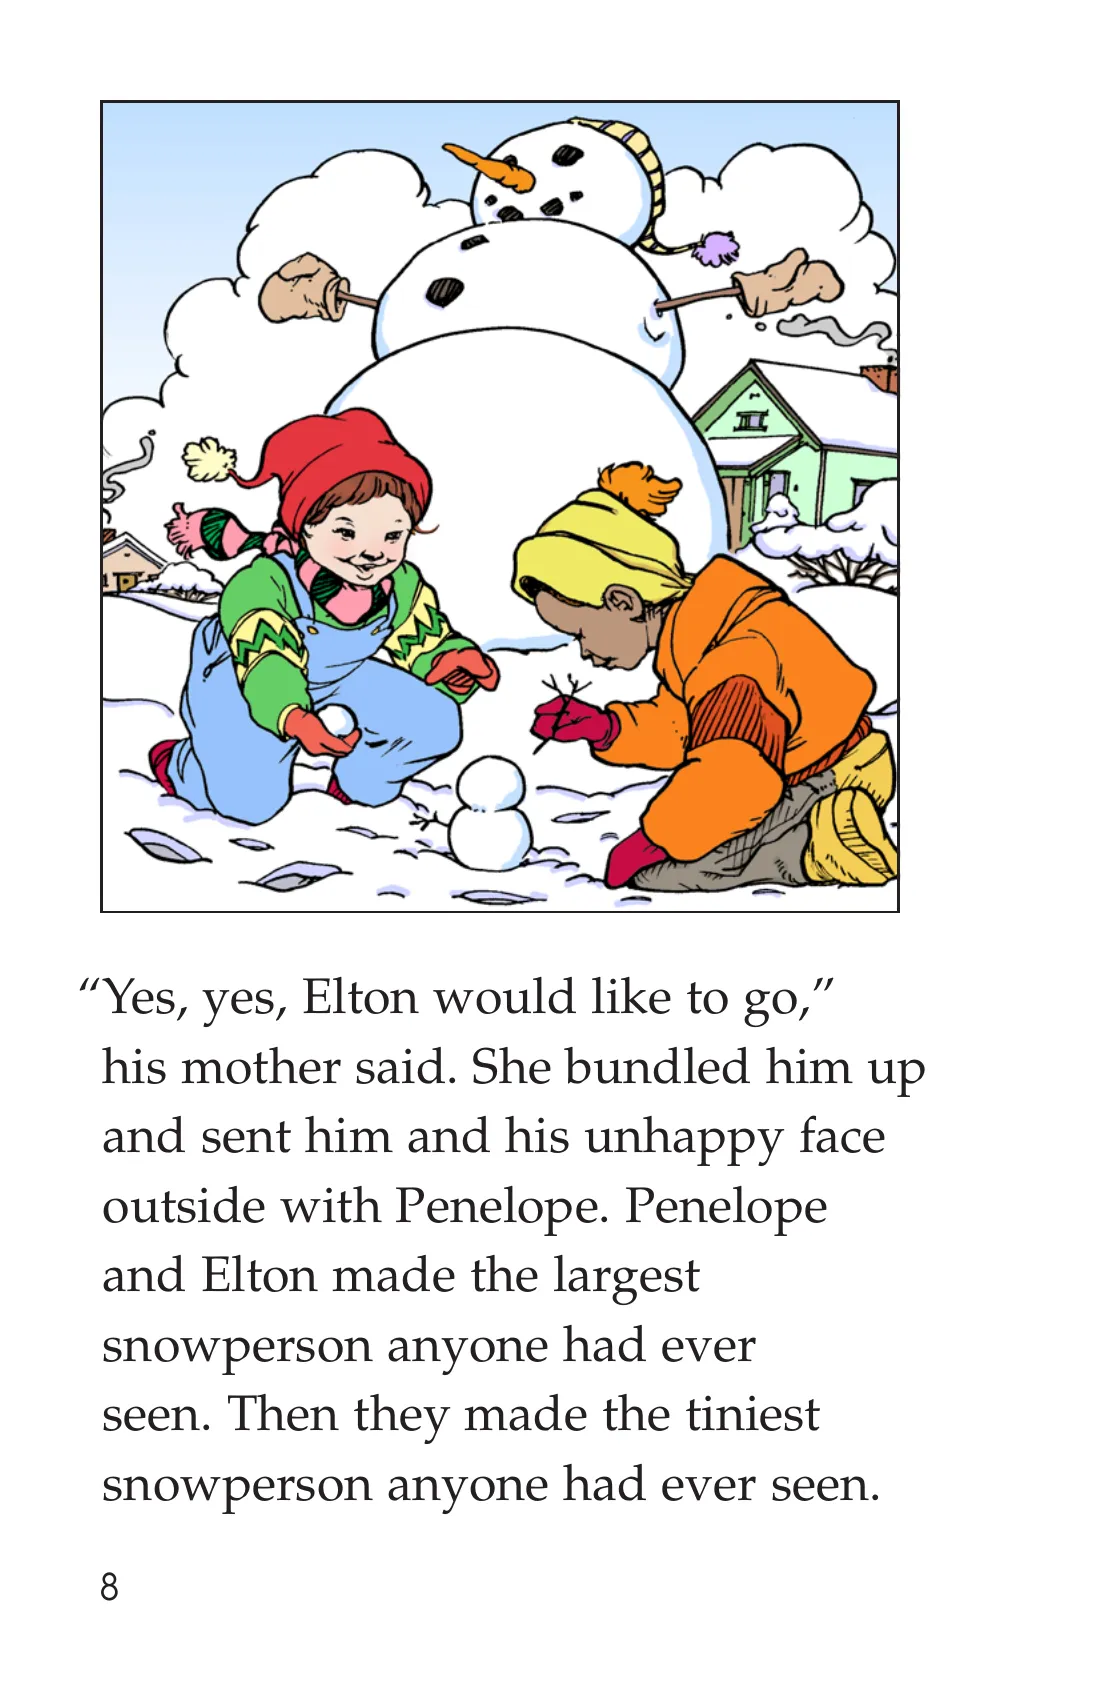 “Yes, yes, Elton would like to go,”
his mother said. She bundled him up
and sent him and his unhappy face
outside with Penelope. Penelope
and Elton made the largest
snowperson anyone had ever
seen. Then they made the tiniest
snowperson anyone had ever seen.
8